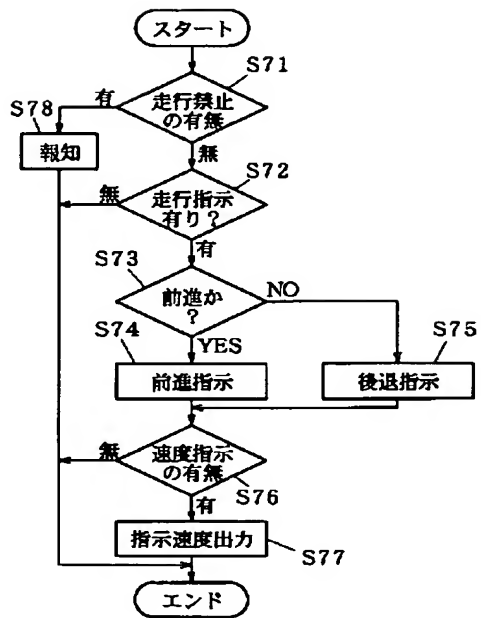 スタート
S71
走行禁止
の有無
有
S78
報知
無
S72
走行指示
有り?
無
有
S73
前進か
?
NO
YES
S74
前進指示
S75
後退指示
速度指示
の有無
無
S76
有
指示速度出力
S77
エンド